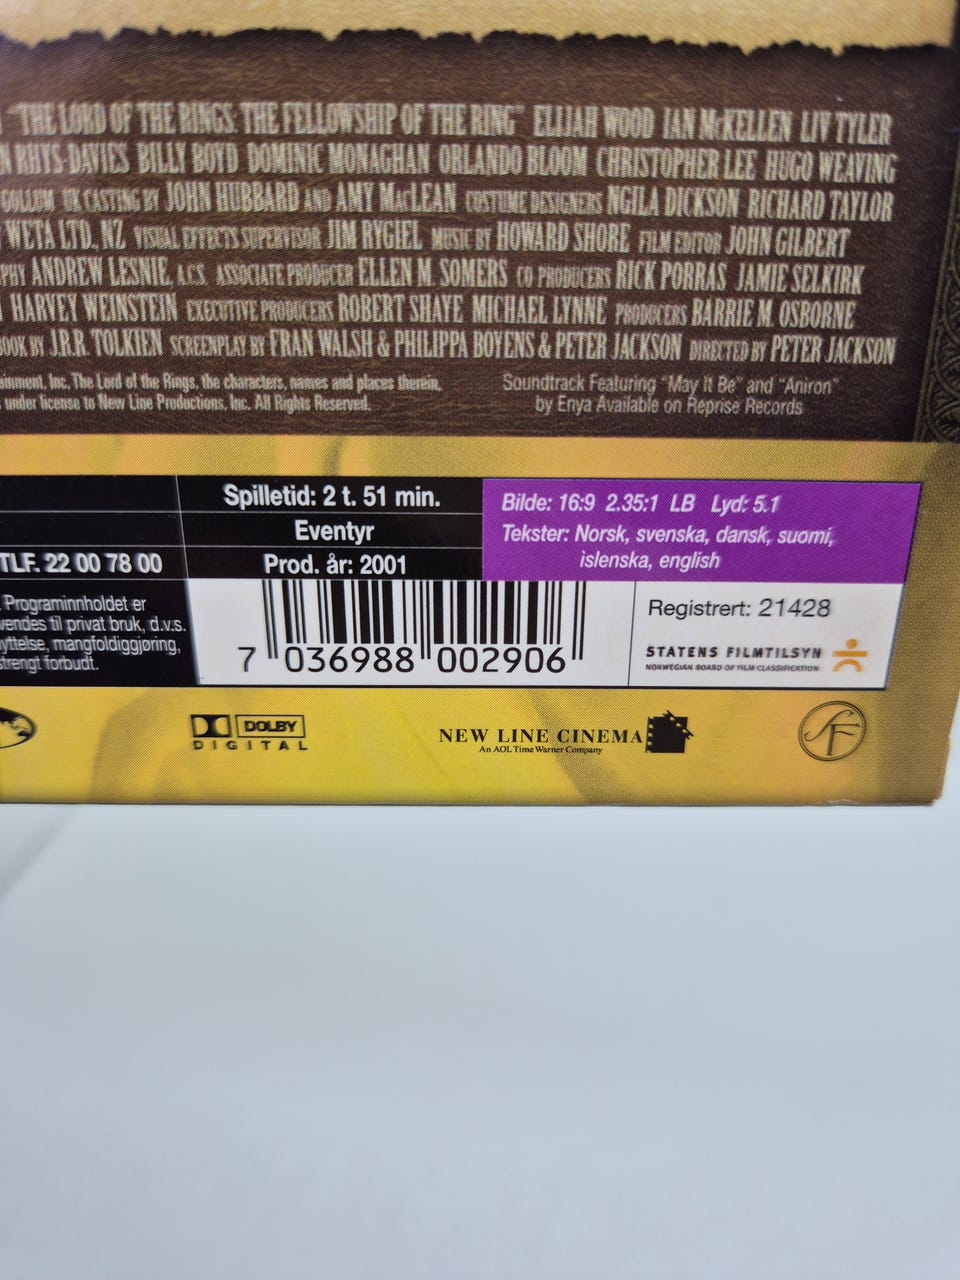 "THE LORD OF THE RINGS: THE FELLOWSHIP OF THE RING" ELIJAH WOOD IAN McKELLEN LIV TYLER
RHYS-DAVIES BILLY BOYD DOMINIC MONAGHAN ORLANDO BLOOM CHRISTOPHER LEE HUGO WEAVING
UK CASTING BY JOHN HUBBARD AND AMY MacLEAN COSTUME DESIGNERS NGILA DICKSON RICHARD TAYLOR
WETA LTD., NZ VISUAL EFFECTS SUPERVISOR JIM RYGIEL MUSIC BY HOWARD SHORE FILM EDITOR JOHN GILBERT
PHY ANDREW LESNIE, A.C.S. ASSOCIATE PRODUCER ELLEN M. SOMERS CO PRODUCERS RICK PORRAS JAMIE SELKIRK
HARVEY WEINSTEIN EXECUTIVE PRODUCERS ROBERT SHAYE MICHAEL LYNNE PRODUCERS BARRIE M. OSBORNE
BOOK BY J.R.R. TOLKIEN SCREENPLAY BY FRAN WALSH & PHILIPPA BOYENS & PETER JACKSON DIRECTED BY PETER JACKSON
ainment, Inc. The Lord of the Rings, the characters, names and places therein,
under license to New Line Productions, Inc. All Rights Reserved.
Soundtrack Featuring "May It Be" and "Aniron"
by Enya Available on Reprise Records
Spilletid: 2 t. 51 min.
Eventyr
TLF. 22 00 78 00
Prod. år: 2001
Bilde: 16:9 2.35:1 LB Lyd: 5.1
Tekster: Norsk, svenska, dansk, suomi,
islenska, english
Programinnholdet er
vendes til privat bruk, d.v.s.
yttelse, mangfoldiggjøring,
strengt forbudt.
7 036988 002906
Registrert: 21428
STATENS FILMTILSYN
NORWEGIAN BOARD OF FILM CLASSIFICATION
DOLBY
DIGITAL
NEW LINE CINEMA
An AOL Time Warner Company
SF